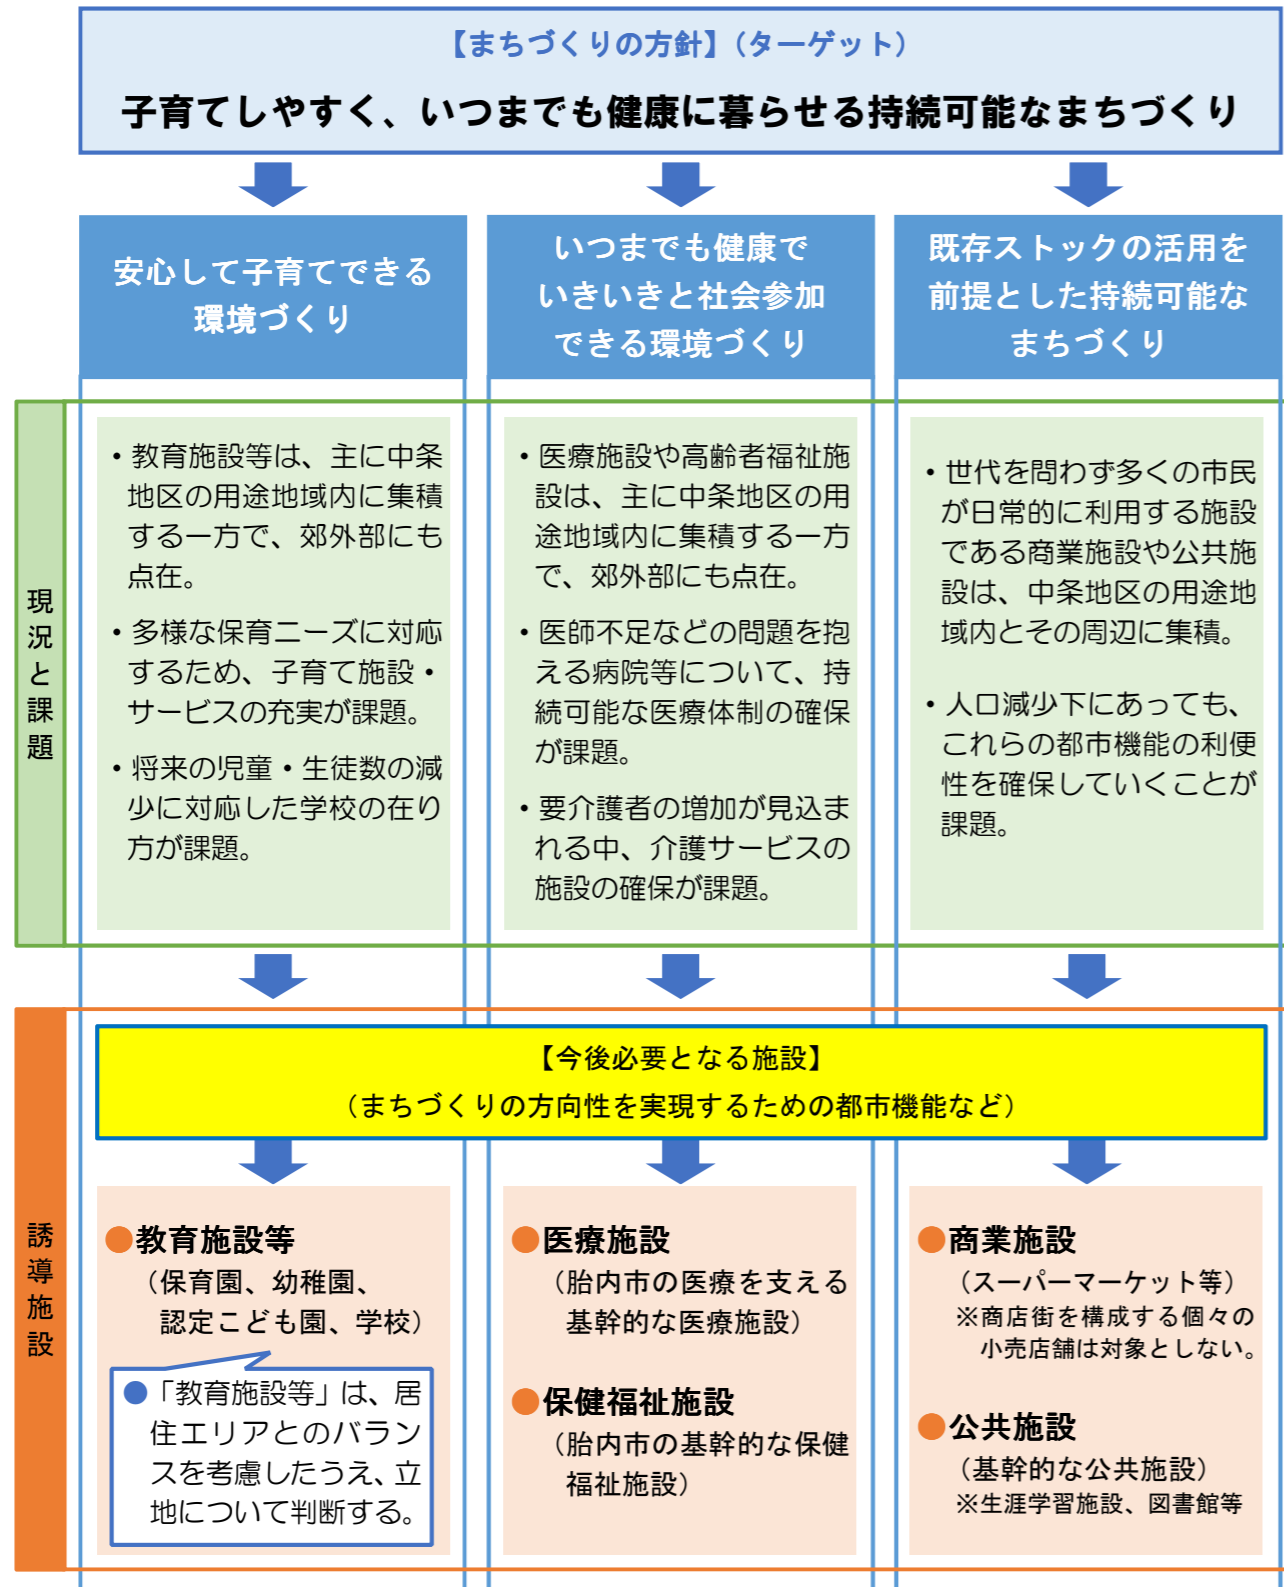 【まちづくりの方針】（ターゲット）
子育てしやすく、いつまでも健康に暮らせる持続可能なまちづくり
安心して子育てできる
環境づくり
いつまでも健康で
いきいきと社会参加
できる環境づくり
既存ストックの活用を
前提とした持続可能な
まちづくり
現況と課題
・教育施設等は、主に中条
地区の用途地域内に集積
する一方で、郊外部にも
点在。
・多様な保育ニーズに対応
するため、子育て施設・
サービスの充実が課題。
・将来の児童・生徒数の減
少に対応した学校の在り
方が課題。
・医療施設や高齢者福祉施
設は、主に中条地区の用
途地域内に集積する一方
で、郊外部にも点在。
・医師不足などの問題を抱
える病院等について、持
続可能な医療体制の確保
が課題。
・要介護者の増加が見込ま
れる中、介護サービスの
施設の確保が課題。
・世代を問わず多くの市民
が日常的に利用する施設
である商業施設や公共施
設は、中条地区の用途地
域内とその周辺に集積。
・人口減少下にあっても、
これらの都市機能の利便
性を確保していくことが
課題。
誘導施設
【今後必要となる施設】
（まちづくりの方向性を実現するための都市機能など）
●教育施設等
（保育園、幼稚園、
認定こども園、学校）
●「教育施設等」は、居
住エリアとのバラン
スを考慮したうえ、立
地について判断する。
●医療施設
（胎内市の医療を支える
基幹的な医療施設）
●保健福祉施設
（胎内市の基幹的な保健
福祉施設）
●商業施設
（スーパーマーケット等）
※商店街を構成する個々の
小売店舗は対象としない。
●公共施設
（基幹的な公共施設）
※生涯学習施設、図書館等